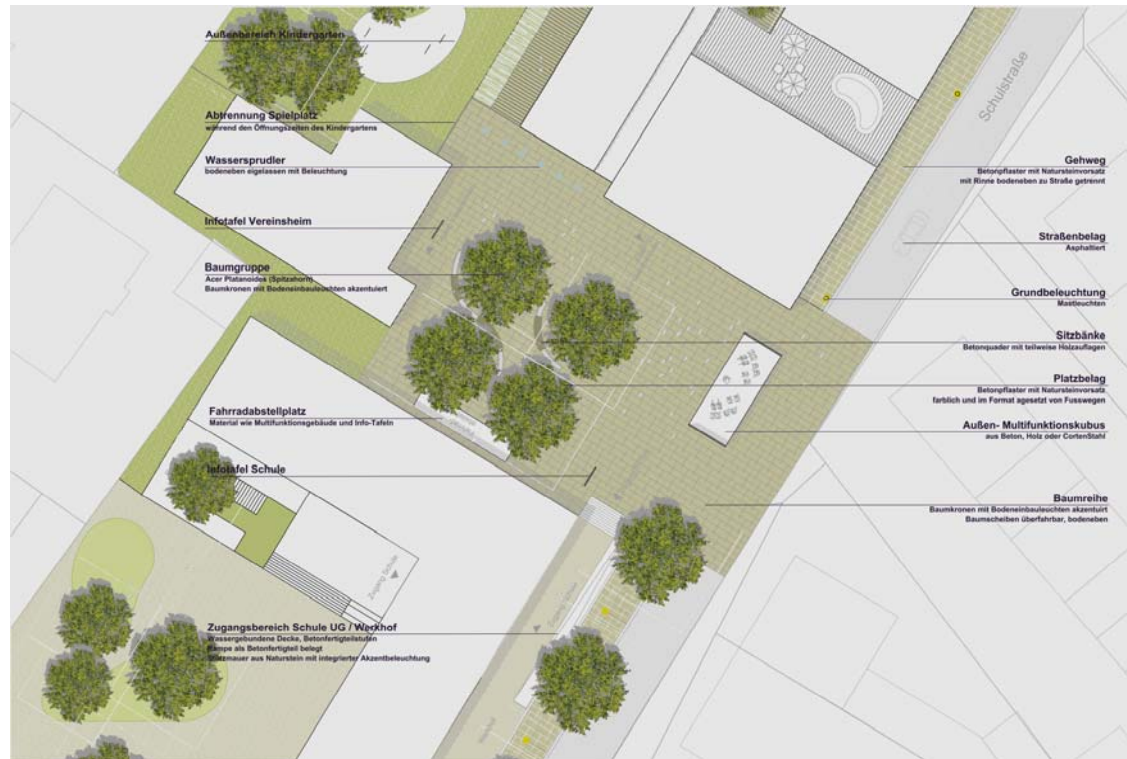 Außenbereich Kindergarten
Abtrennung Spielplatz
während den Öffnungszeiten des Kindergartens
Wassersprudler
bodeneben eigelassen mit Beleuchtung
Infotafel Vereinsheim
Baumgruppe
Acer Platanoides (Spitzahorn)
Baumkronen mit Bodeneinbauleuchten akzentuiert
Fahrradabstellplatz
Material wie Multifunktionsgebäude und Info-Tafeln
Infotafel Schule
Zugang Schule
Zugangsbereich Schule UG / Werkhof
Wassergebundene Decke, Betonfertigteilstufen
Rampe als Betonfertigteil belegt
Stützmauer aus Naturstein mit integrierter Akzentbeleuchtung
Schulstraße
Gehweg
Betonpflaster mit Natursteinvorsatz
mit Rinne bodeneben zu Straße getrennt
Straßenbelag
Asphaltiert
Grundbeleuchtung
Mastleuchten
Sitzbänke
Betonquader mit teilweise Holzauflagen
Platzbelag
Betonpflaster mit Natursteinvorsatz
farblich und im Format agesetzt von Fusswegen
Außen- Multifunktionskubus
aus Beton, Holz oder CortenStahl
Baumreihe
Baumkronen mit Bodeneinbauleuchten akzentuirt
Baumscheiben überfahrbar, bodeneben